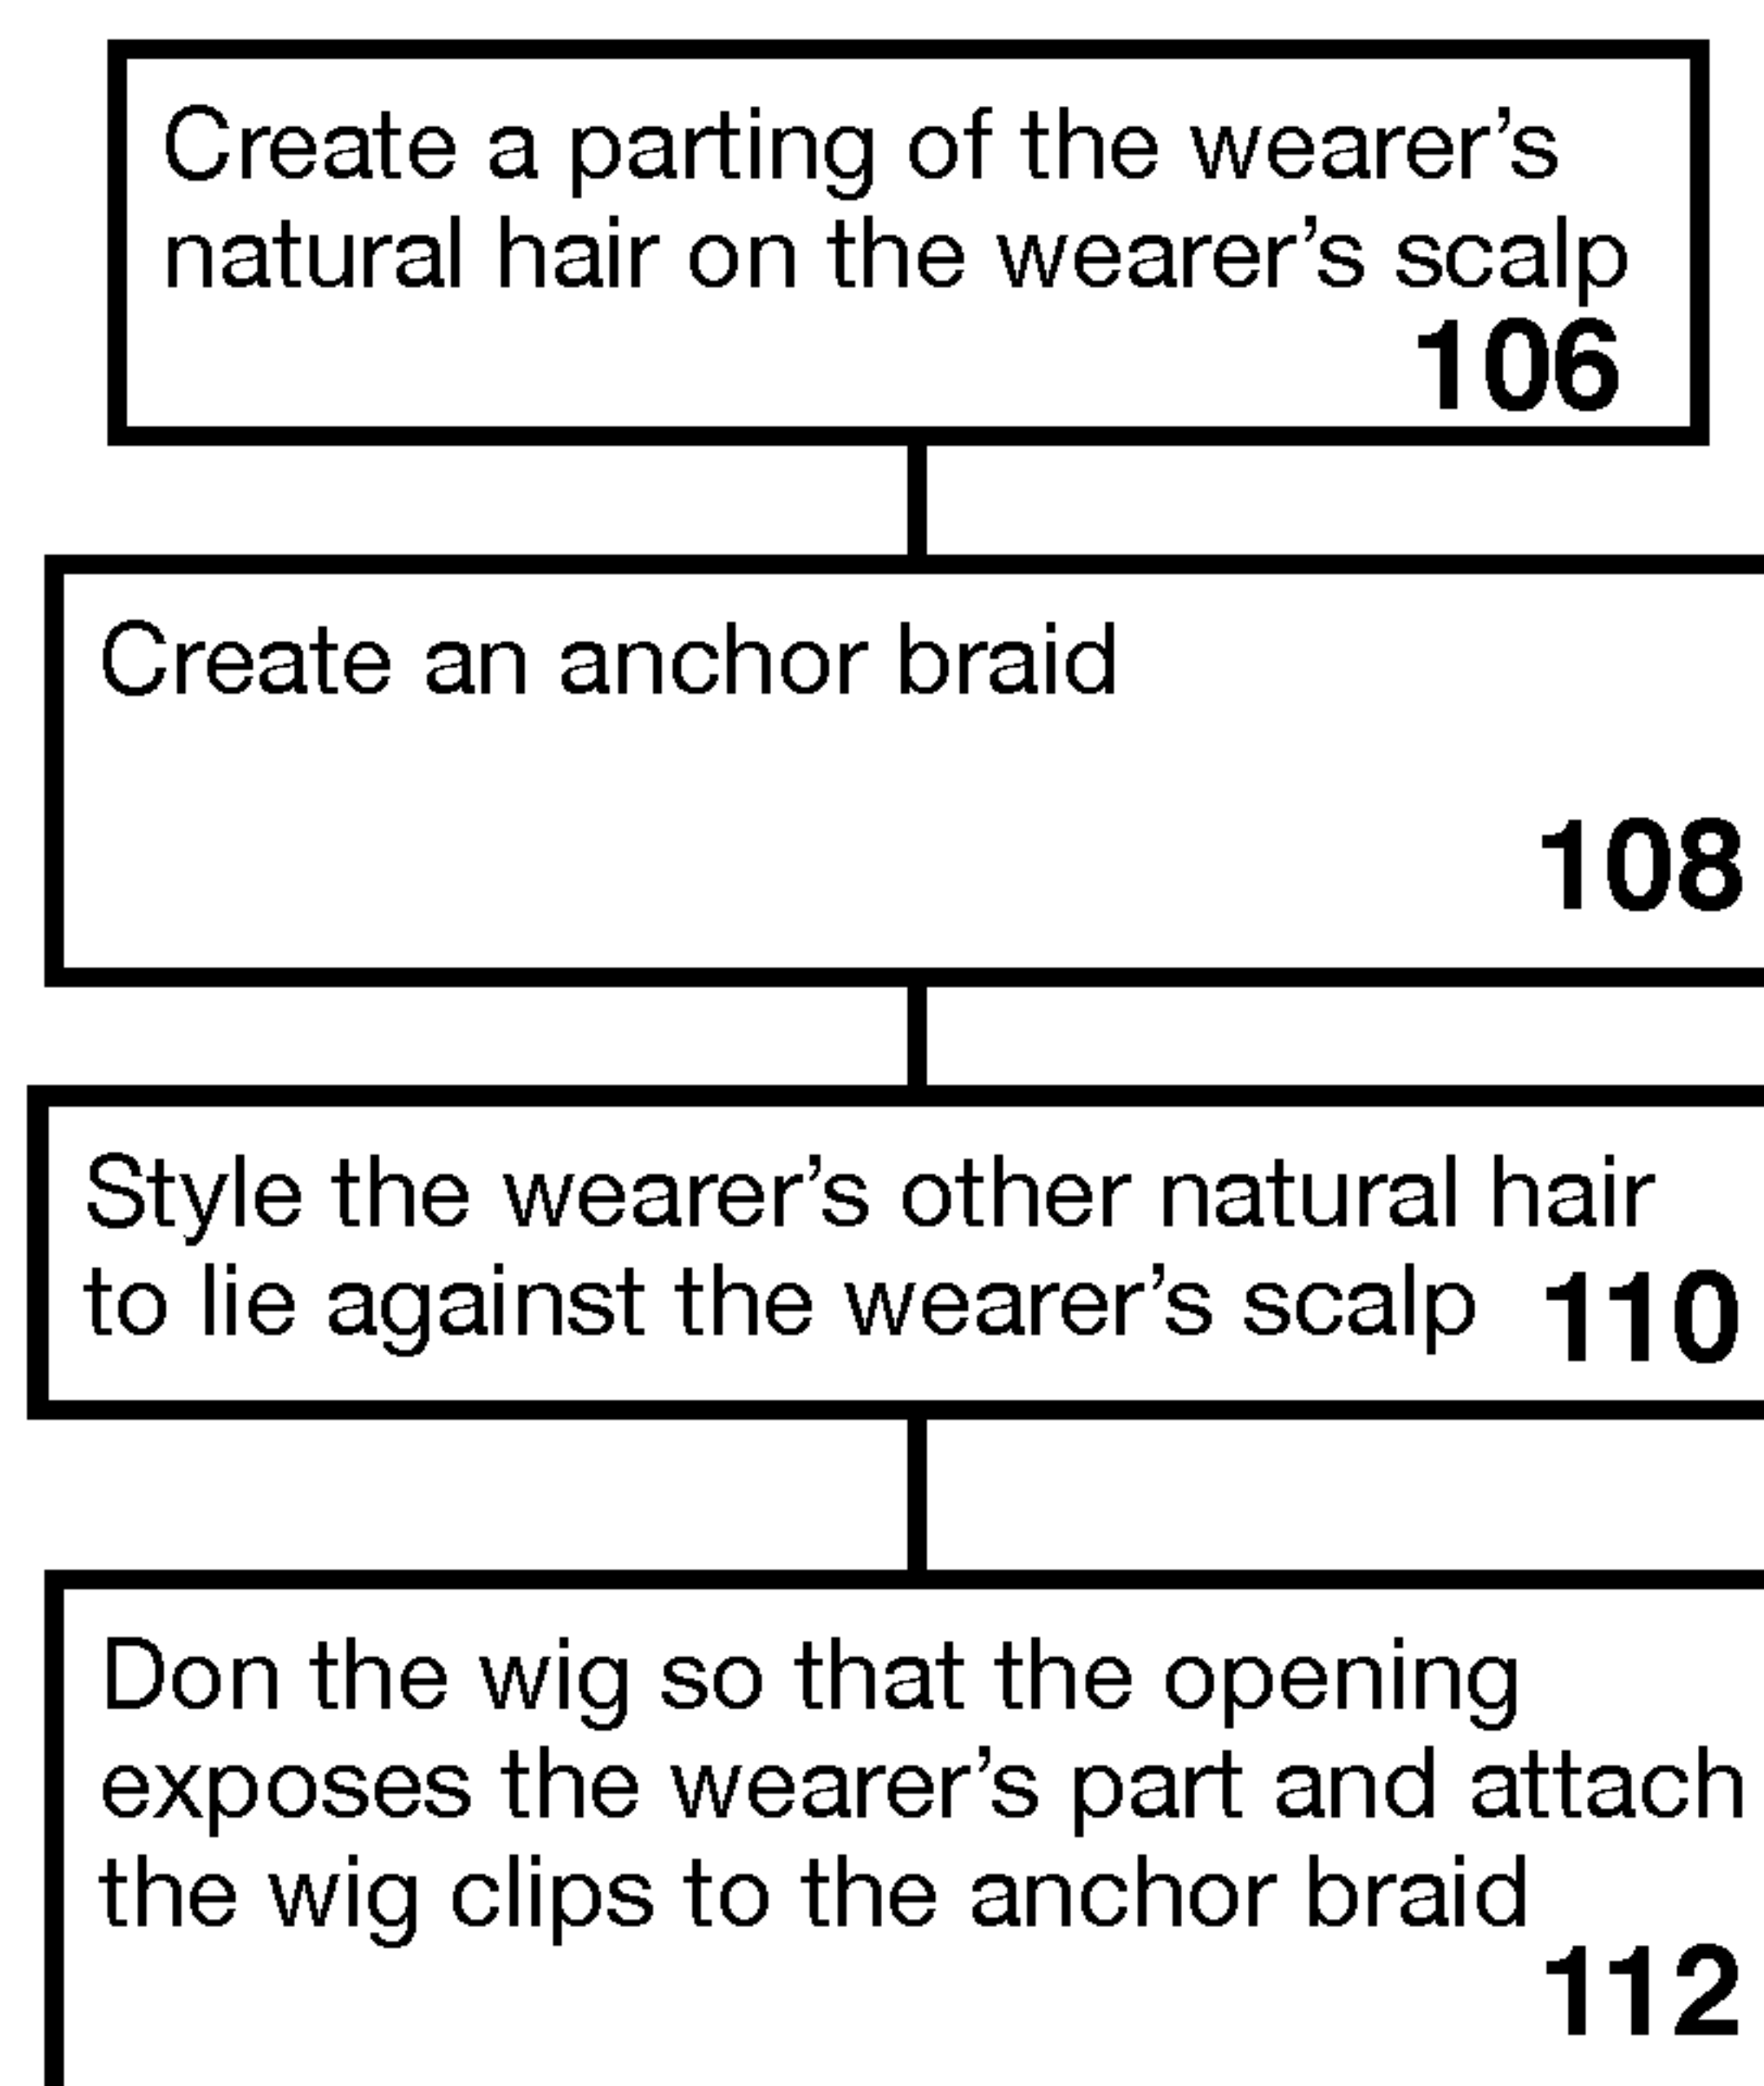 Create a parting of the wearer’s
natural hair on the wearer’s scalp
106
Create an anchor braid
108
Style the wearer’s other natural hair
to lie against the wearer’s scalp 110
Don the wig so that the opening
exposes the wearer’s part and attach
the wig clips to the anchor braid
112